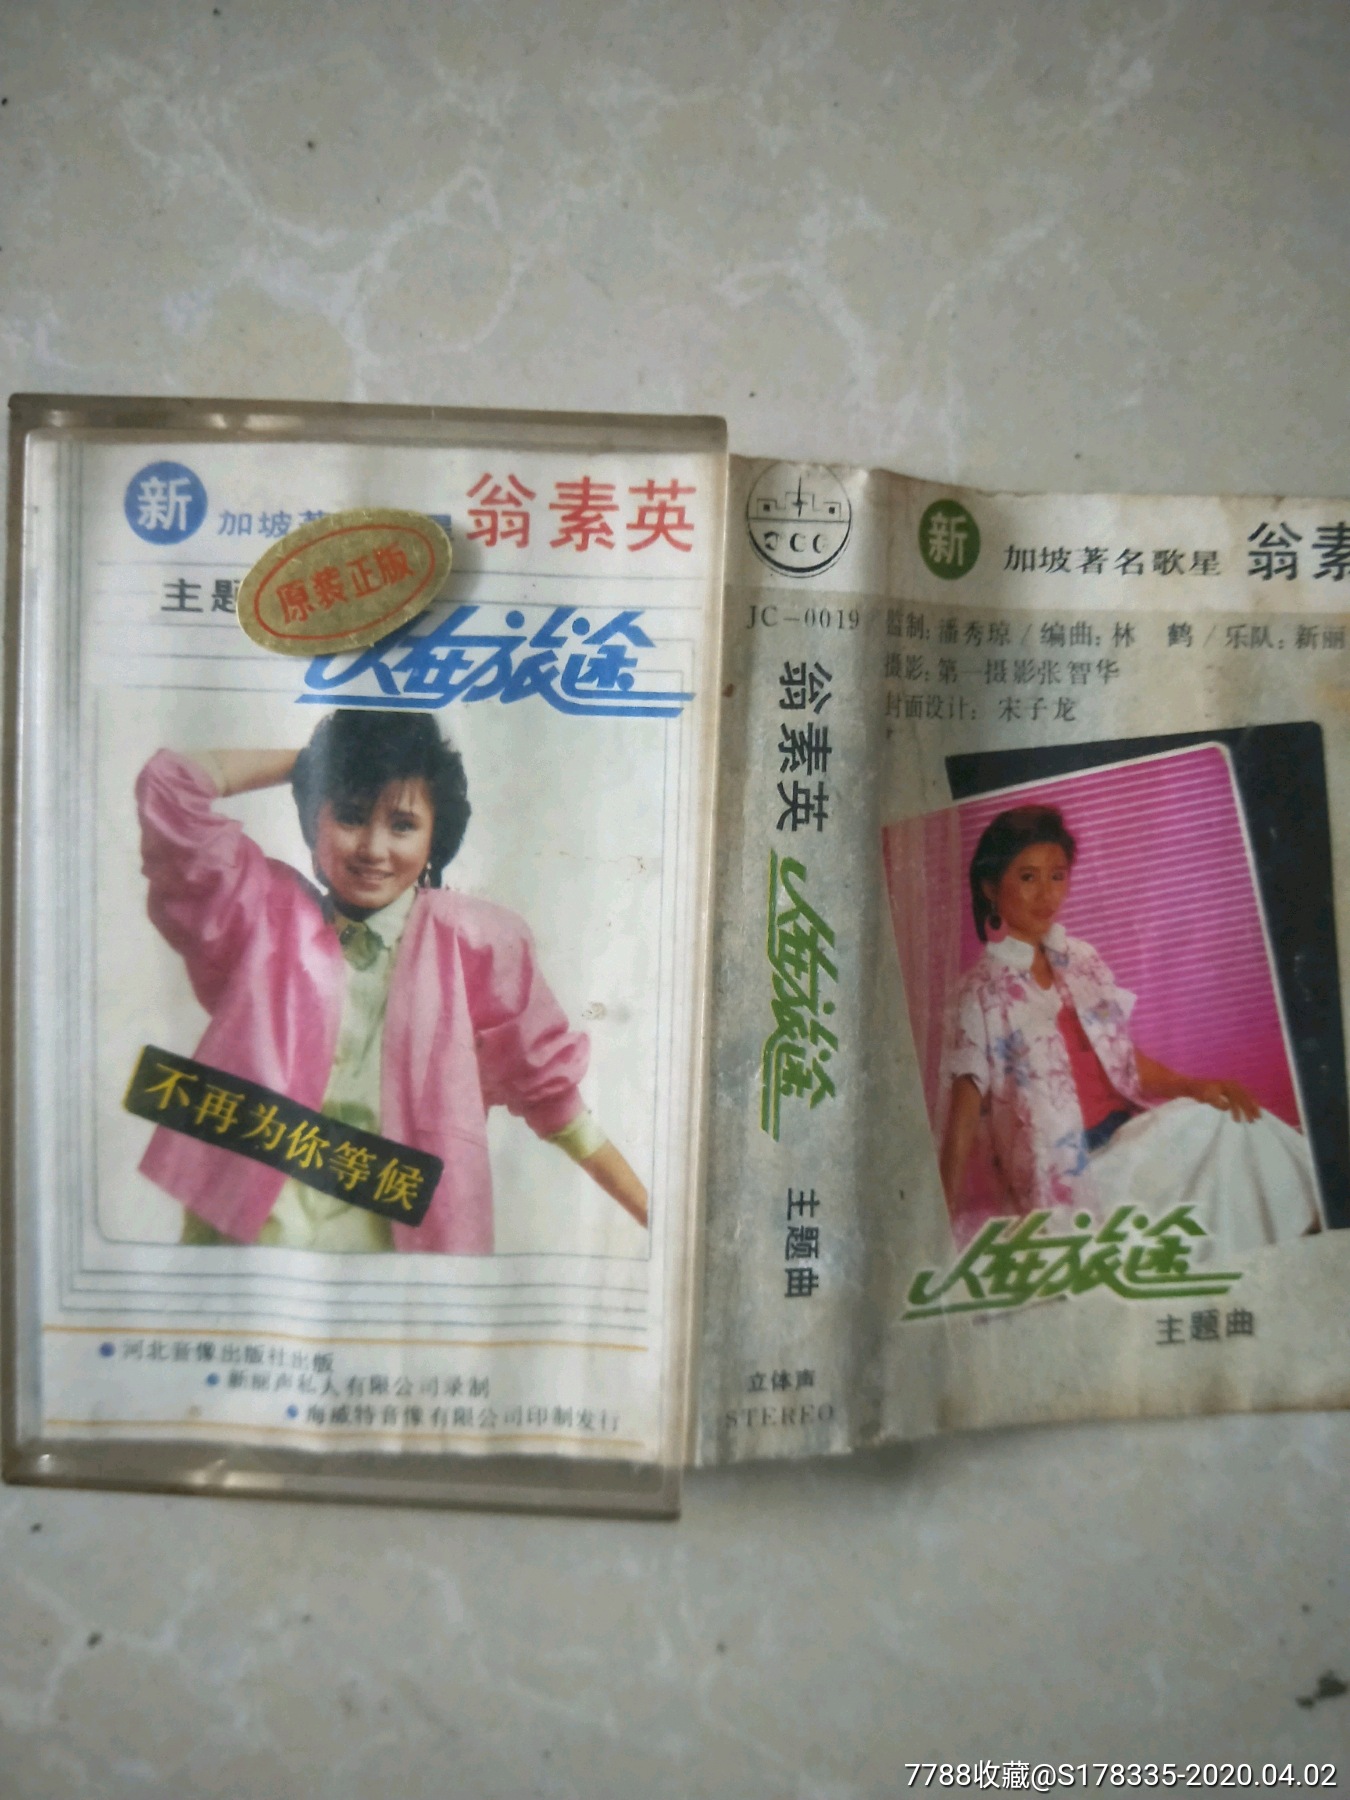 新 加坡著 星 翁素英
原装正版
主题
人在旅途
不再为你等候
河北音像出版社出版
新丽声私人有限公司录制
海威特音像有限公司印制发行
JC-0019
翁素英
人在旅途
主题曲
立体声
STEREO
新 加坡著名歌星 翁素
监制:潘秀琼/编曲:林 鹤/乐队:新丽
摄影:第一摄影张智华
封面设计:宋子龙
人在旅途
主题曲
7788收藏@S178335-2020.04.02